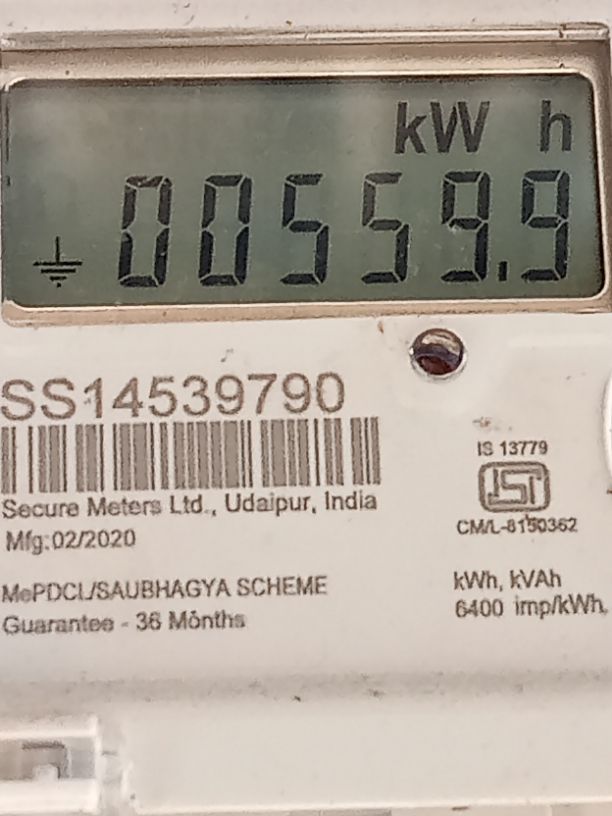 kW h
00559.9
SS14539790
Secure Meters Ltd., Udaipur, India
Mfg:02/2020
MePDCL/SAUBHAGYA SCHEME
Guarantee - 36 Months
IS 13779
ISI
CM/L-8150362
kWh, kVAh
6400 imp/kWh